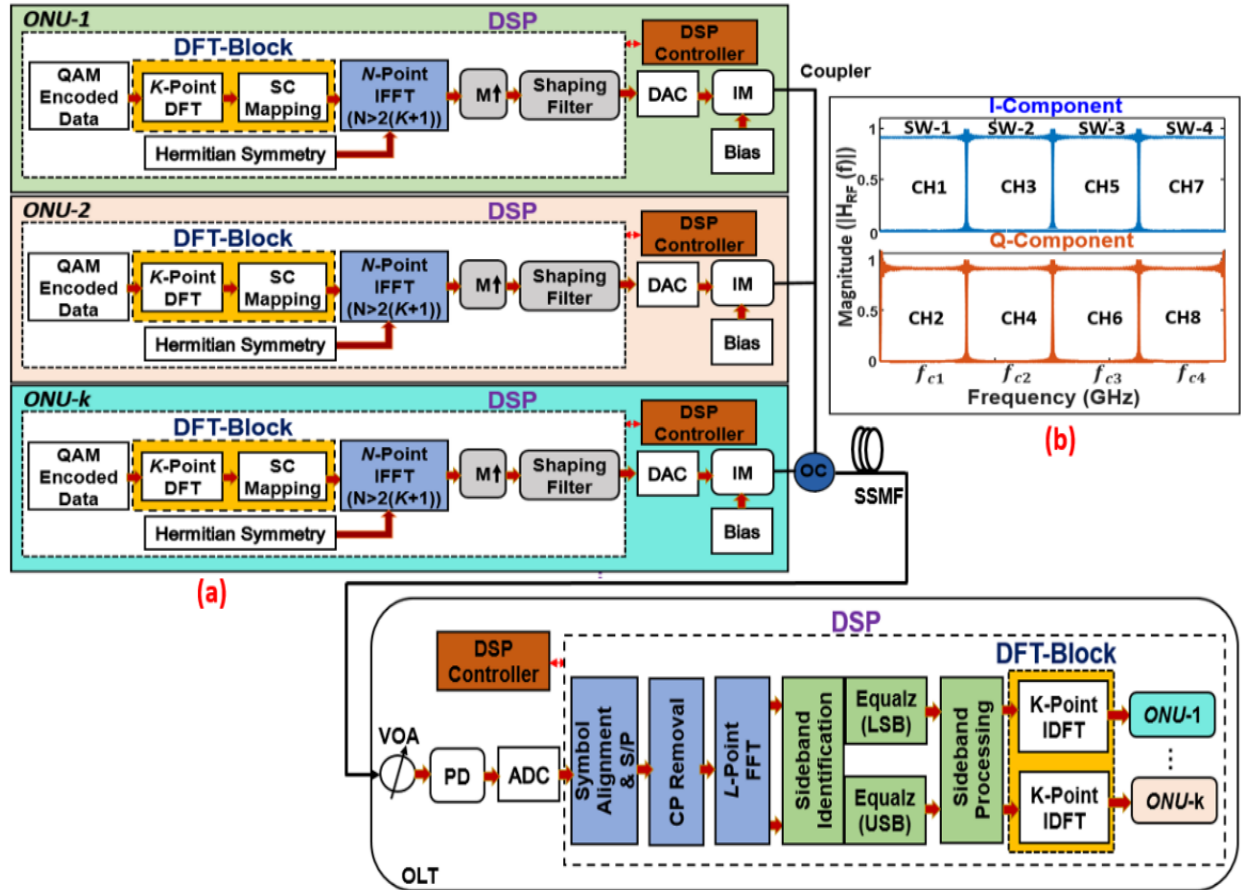 ONU-1
DSP
DFT-Block
QAM
Encoded
Data
K-Point
DFT
SC
Mapping
N-Point
IFFT
(N>2(K+1))
M↑
Shaping
Filter
Hermitian Symmetry
DSP
Controller
DAC
IM
Bias
Coupler
ONU-2
DSP
DFT-Block
QAM
Encoded
Data
K-Point
DFT
SC
Mapping
N-Point
IFFT
(N>2(K+1))
M↑
Shaping
Filter
Hermitian Symmetry
DSP
Controller
DAC
IM
Bias
ONU-k
DSP
DFT-Block
QAM
Encoded
Data
K-Point
DFT
SC
Mapping
N-Point
IFFT
(N>2(K+1))
M↑
Shaping
Filter
Hermitian Symmetry
DSP
Controller
DAC
IM
Bias
OC
SSMF
(a)
I-Component
SW-1 SW-2 SW-3 SW-4
CH1 CH3 CH5 CH7
1
0.5
0
Q-Component
CH2 CH4 CH6 CH8
1
0.5
0
Magnitude (|H_RF (f)|)
f_c1 f_c2 f_c3 f_c4
Frequency (GHz)
(b)
DSP
DSP
Controller
DFT-Block
VOA
PD
ADC
Symbol
Alignment
& S/P
CP Removal
L-Point
FFT
Sideband
Identification
Equalz
(LSB)
Equalz
(USB)
Sideband
Processing
K-Point
IDFT
K-Point
IDFT
ONU-1
⋮
ONU-k
OLT